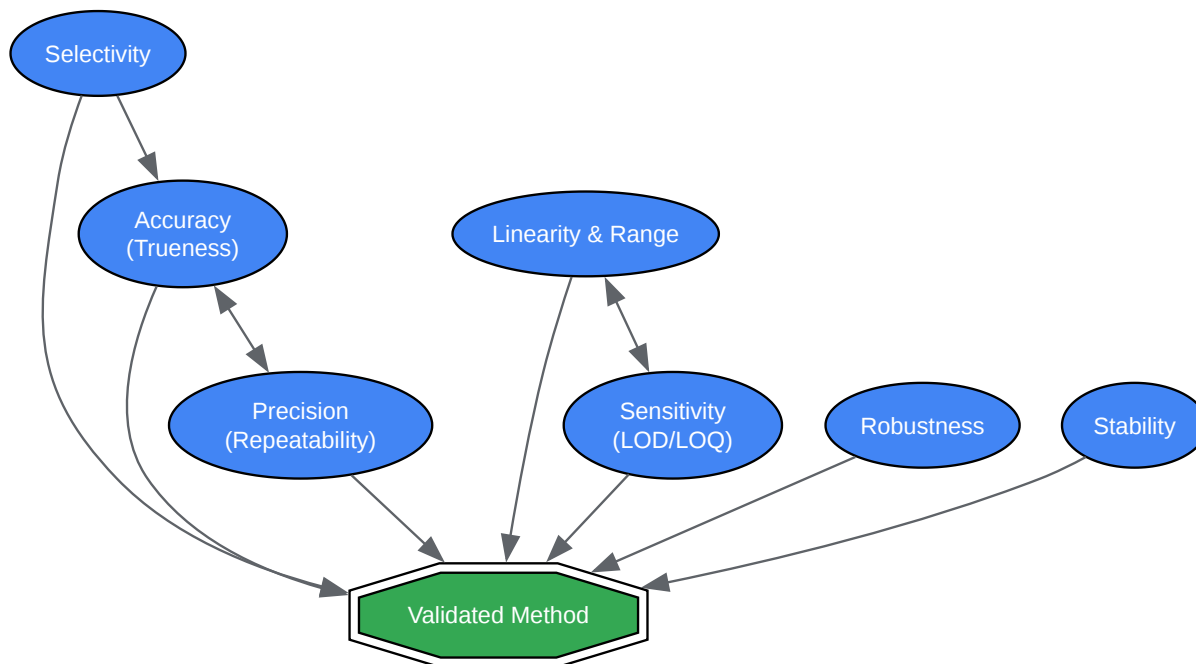 Selectivity
Accuracy
(Trueness)
Linearity & Range
Precision
(Repeatability)
Sensitivity
(LOD/LOQ)
Robustness
Stability
Validated Method